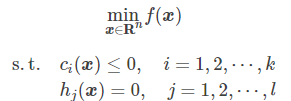 min f(x)
x∈Rⁿ
s.t. cᵢ(x) ≤ 0, i = 1, 2, ⋯, k
hⱼ(x) = 0, j = 1, 2, ⋯, l